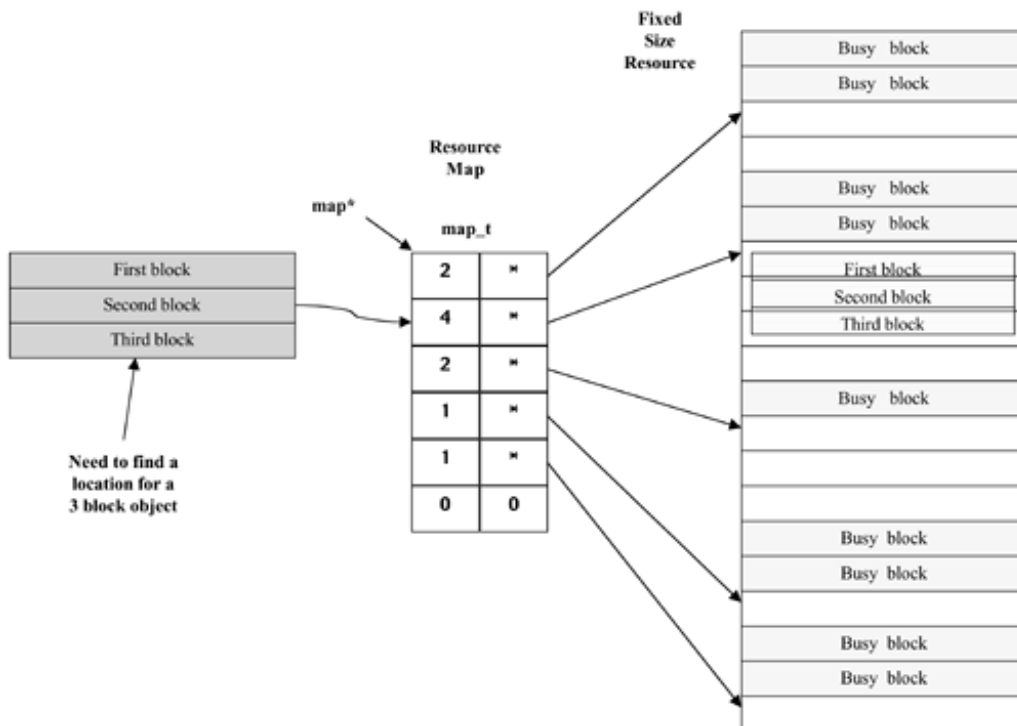 Fixed
Size
Resource
Busy block
Busy block
Busy block
Busy block
First block
Second block
Third block
Busy block
Busy block
Busy block
Busy block
Busy block
Resource
Map
map*
map_t
2 *
4 *
2 *
1 *
1 *
0 0
First block
Second block
Third block
Need to find a
location for a
3 block object